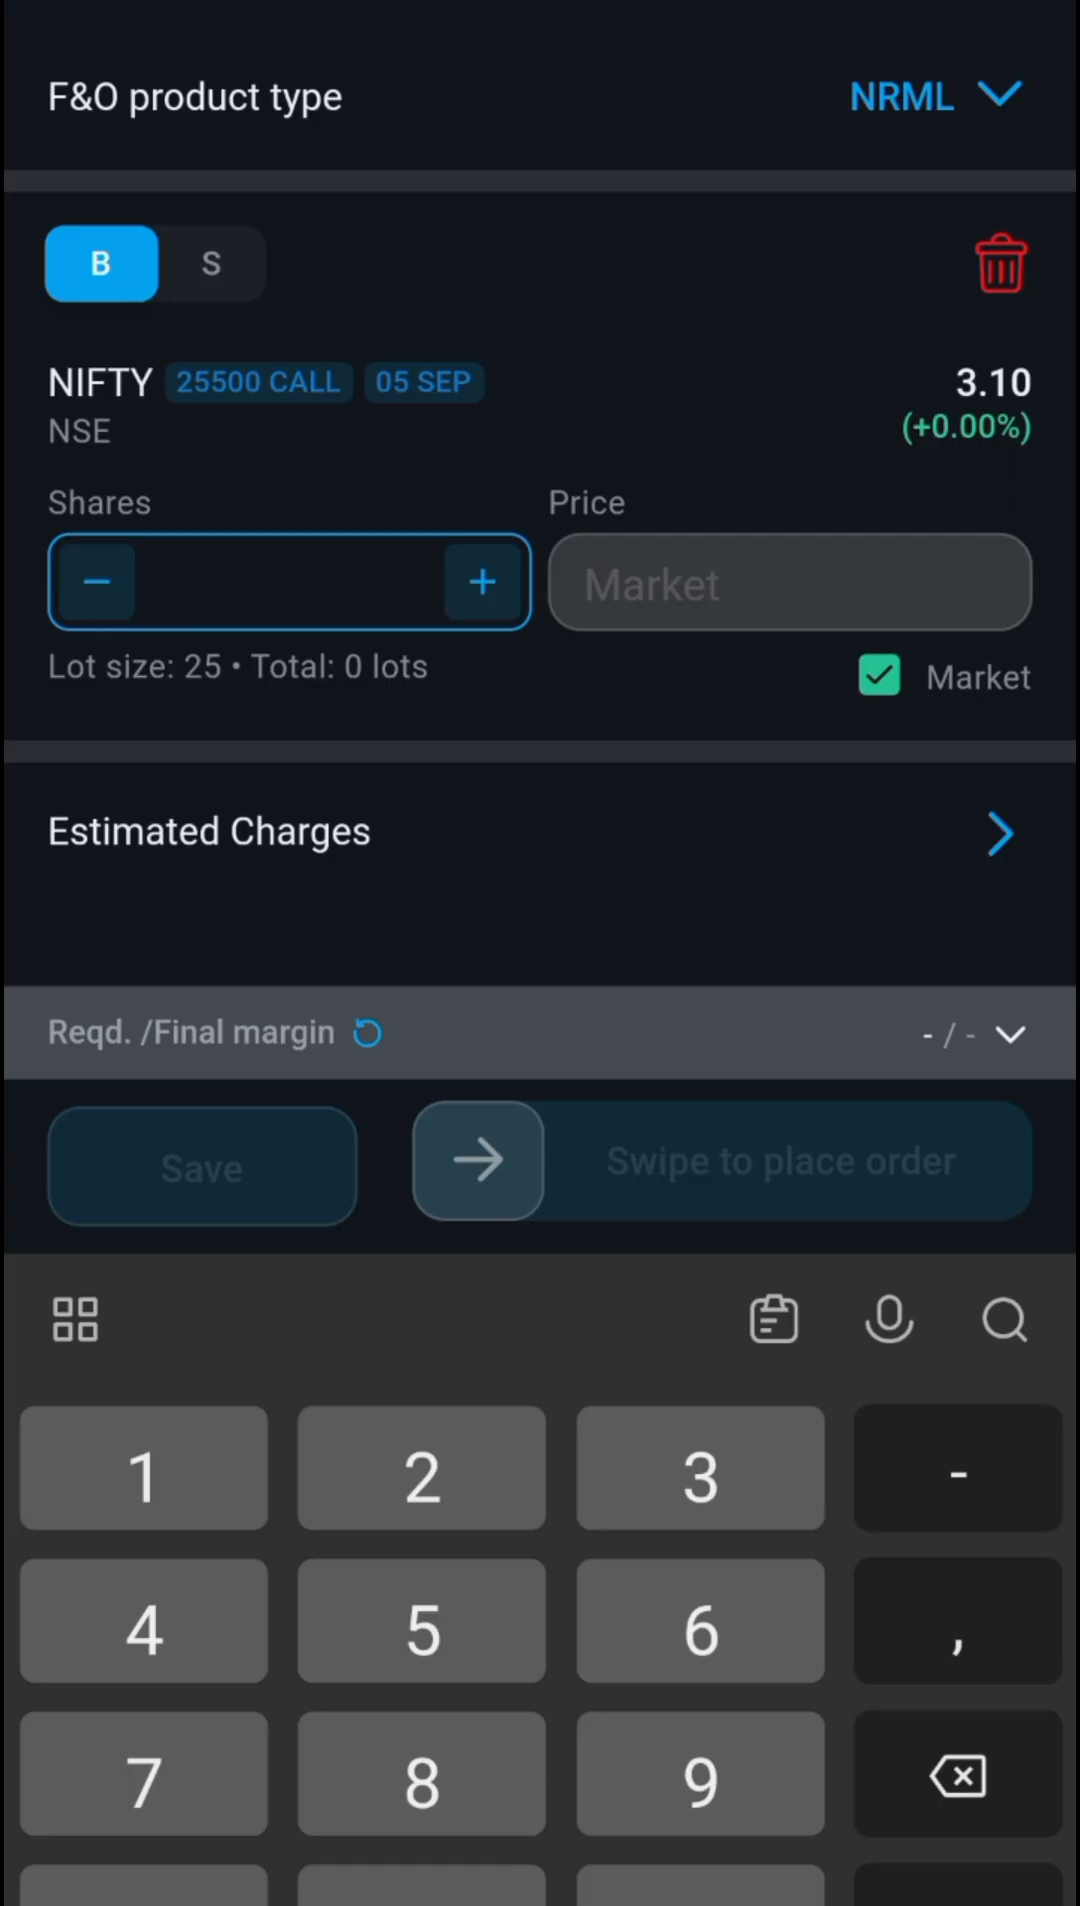 F&O product type NRML
B S
NIFTY 25500 CALL 05 SEP 3.10
NSE (+0.00%)
Shares Price
− + Market
Lot size: 25 • Total: 0 lots Market
Estimated Charges
Reqd. /Final margin - / -
Save Swipe to place order
1 2 3 -
4 5 6 ,
7 8 9